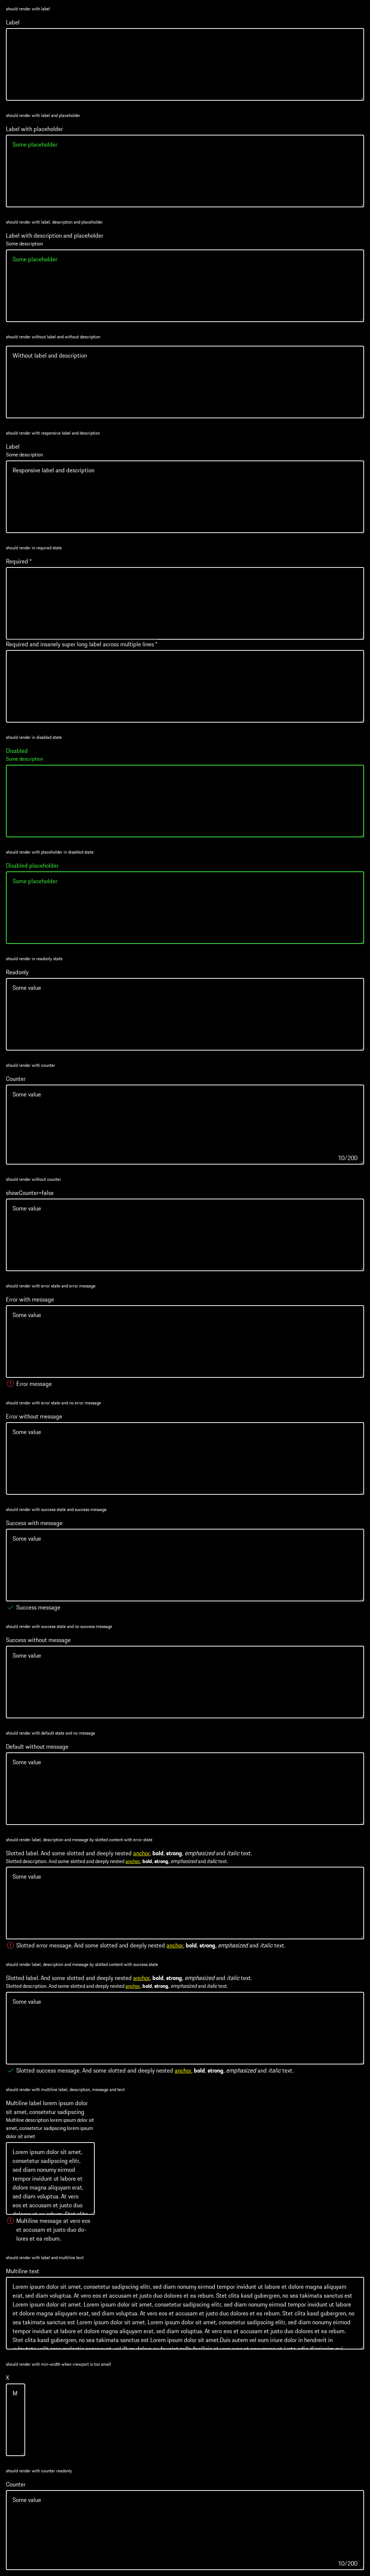 should render with label
Label
should render with label and placeholder
Label with placeholder
Some placeholder
should render with label, description and placeholder
Label with description and placeholder
Some description
Some placeholder
should render without label and without description
Without label and description
should render with responsive label and description
Label
Some description
Responsive label and description
should render in required state
Required *
Required and insanely super long label across multiple lines *
should render in disabled state
Disabled
Some description
should render with placeholder in disabled state
Disabled placeholder
Some placeholder
should render in readonly state
Readonly
Some value
should render with counter
Counter
Some value
10/200
should render without counter
showCounter=false
Some value
should render with error state and error message
Error with message
Some value
Error message
should render with error state and no error message
Error without message
Some value
should render with success state and success message
Success with message
Some value
Success message
should render with success state and no success message
Success without message
Some value
should render with default state and no message
Default without message
Some value
should render label, description and message by slotted content with error state
Slotted label. And some slotted and deeply nested anchor, bold, strong, emphasized and italic text.
Slotted description. And some slotted and deeply nested anchor, bold, strong, emphasized and italic text.
Some value
Slotted error message. And some slotted and deeply nested anchor, bold, strong, emphasized and italic text.
should render label, description and message by slotted content with success state
Slotted label. And some slotted and deeply nested anchor, bold, strong, emphasized and italic text.
Slotted description. And some slotted and deeply nested anchor, bold, strong, emphasized and italic text.
Some value
Slotted success message. And some slotted and deeply nested anchor, bold, strong, emphasized and italic text.
should render with multiline label, description, message and text
Multiline label lorem ipsum dolor
sit amet, consetetur sadipscing
Multiline description lorem ipsum dolor sit
amet, consetetur sadipscing lorem ipsum
dolor sit amet
Lorem ipsum dolor sit amet,
consetetur sadipscing elitr,
sed diam nonumy eirmod
tempor invidunt ut labore et
dolore magna aliquyam erat,
sed diam voluptua. At vero
eos et accusam et justo duo
dolores et ea rebum. Stet clita
Multiline message at vero eos
et accusam et justo duo do-
lores et ea rebum.
should render with label and multiline text
Multiline text
Lorem ipsum dolor sit amet, consetetur sadipscing elitr, sed diam nonumy eirmod tempor invidunt ut labore et dolore magna aliquyam
erat, sed diam voluptua. At vero eos et accusam et justo duo dolores et ea rebum. Stet clita kasd gubergren, no sea takimata sanctus est
Lorem ipsum dolor sit amet. Lorem ipsum dolor sit amet, consetetur sadipscing elitr, sed diam nonumy eirmod tempor invidunt ut labore
et dolore magna aliquyam erat, sed diam voluptua. At vero eos et accusam et justo duo dolores et ea rebum. Stet clita kasd gubergren, no
sea takimata sanctus est Lorem ipsum dolor sit amet. Lorem ipsum dolor sit amet, consetetur sadipscing elitr, sed diam nonumy eirmod
tempor invidunt ut labore et dolore magna aliquyam erat, sed diam voluptua. At vero eos et accusam et justo duo dolores et ea rebum.
Stet clita kasd gubergren, no sea takimata sanctus est Lorem ipsum dolor sit amet.Duis autem vel eum iriure dolor in hendrerit in
should render with min-width when viewport is too small
X
M
should render with counter readonly
Counter
Some value
10/200